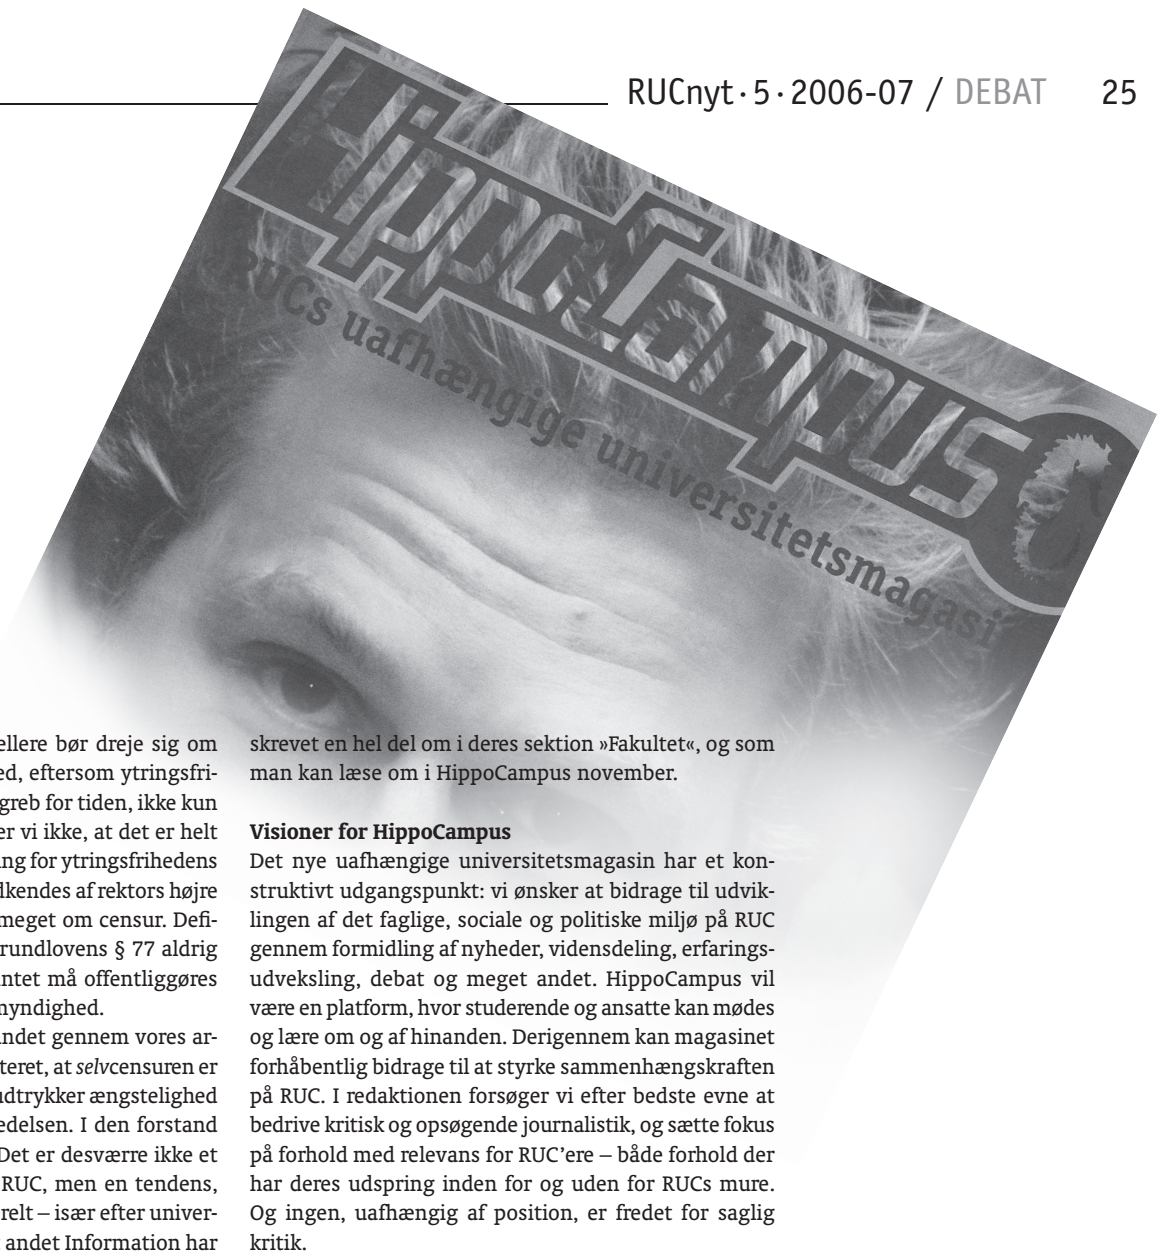 RUCnyt · 5 · 2006-07 / DEBAT 25
HippoCampus
RUCs uafhængige universitetsmagasi
ellere bør dreje sig om
ed, eftersom ytringsfri-
greb for tiden, ikke kun
er vi ikke, at det er helt
ing for ytringsfrihedens
dkendes af rektors højre
meget om censur. Defi-
rundlovens § 77 aldrig
ntet må offentliggøres
nyndighed.
ndet gennem vores ar-
teret, at selvcensuren er
udtrykker ængstelighed
edelsen. I den forstand
Det er desværre ikke et
RUC, men en tendens,
relt – især efter univer-
andet Information har
skrevet en hel del om i deres sektion »Fakultet«, og som
man kan læse om i HippoCampus november.
Visioner for HippoCampus
Det nye uafhængige universitetsmagasin har et kon-
struktivt udgangspunkt: vi ønsker at bidrage til udvik-
lingen af det faglige, sociale og politiske miljø på RUC
gennem formidling af nyheder, vidensdeling, erfarings-
udveksling, debat og meget andet. HippoCampus vil
være en platform, hvor studerende og ansatte kan mødes
og lære om og af hinanden. Derigennem kan magasinet
forhåbentlig bidrage til at styrke sammenhængskraften
på RUC. I redaktionen forsøger vi efter bedste evne at
bedrive kritisk og opsøgende journalistik, og sætte fokus
på forhold med relevans for RUC’ere – både forhold der
har deres udspring inden for og uden for RUCs mure.
Og ingen, uafhængig af position, er fredet for saglig
kritik.